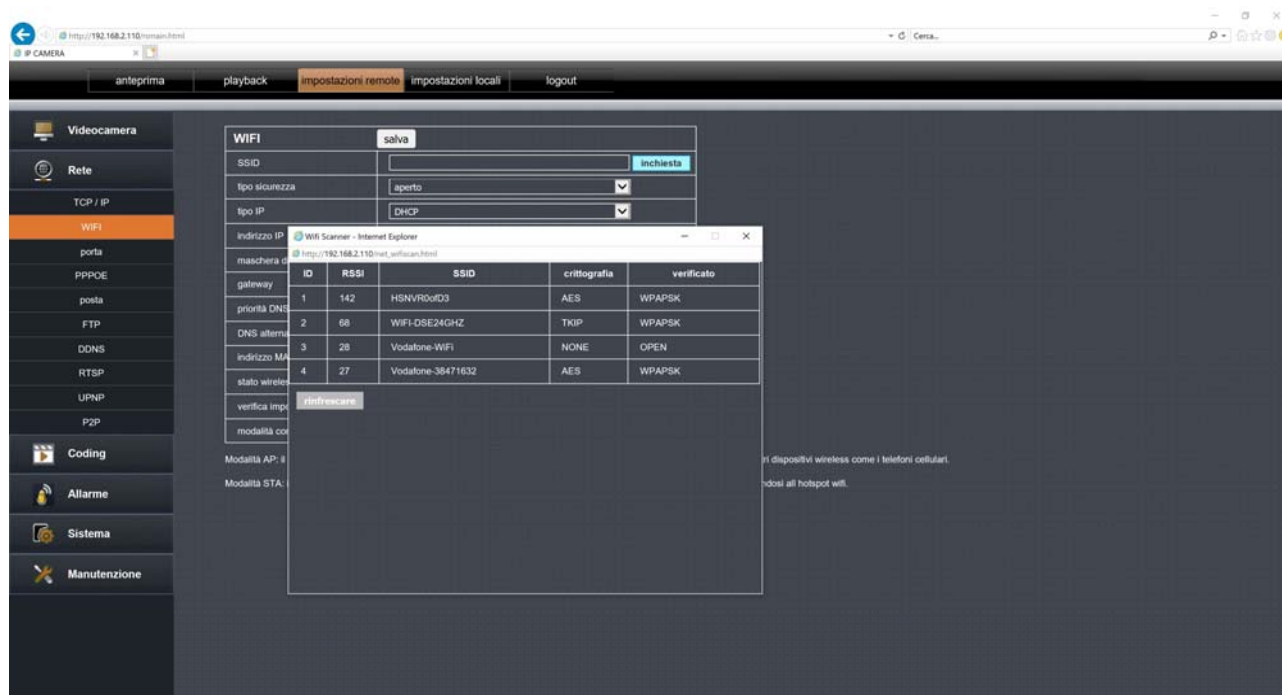 http://192.168.2.110/romain.html
Cerca...
IP CAMERA
anteprima playback impostazioni remote impostazioni locali logout
Videocamera
Rete
TCP / IP
WIFI
porta
PPPOE
posta
FTP
DDNS
RTSP
UPNP
P2P
Coding
Allarme
Sistema
Manutenzione
WIFI salva
SSID inchiesta
tipo sicurezza aperto
tipo IP DHCP
indirizzo IP
maschera d
gateway
priorità DNS
DNS alterna
indirizzo MA
stato wireles
verifica impo
modalità cor
Modalità AP: il
ri dispositivi wireless come i telefoni cellulari.
Modalità STA:
ndosi all hotspot wifi.
Wifi Scanner - Internet Explorer
http://192.168.2.110/net_wifiscan.html
ID RSSI SSID crittografia verificato
1 142 HSNVR0ofD3 AES WPAPSK
2 68 WIFI-DSE24GHZ TKIP WPAPSK
3 28 Vodafone-WiFi NONE OPEN
4 27 Vodafone-38471632 AES WPAPSK
rinfrescare